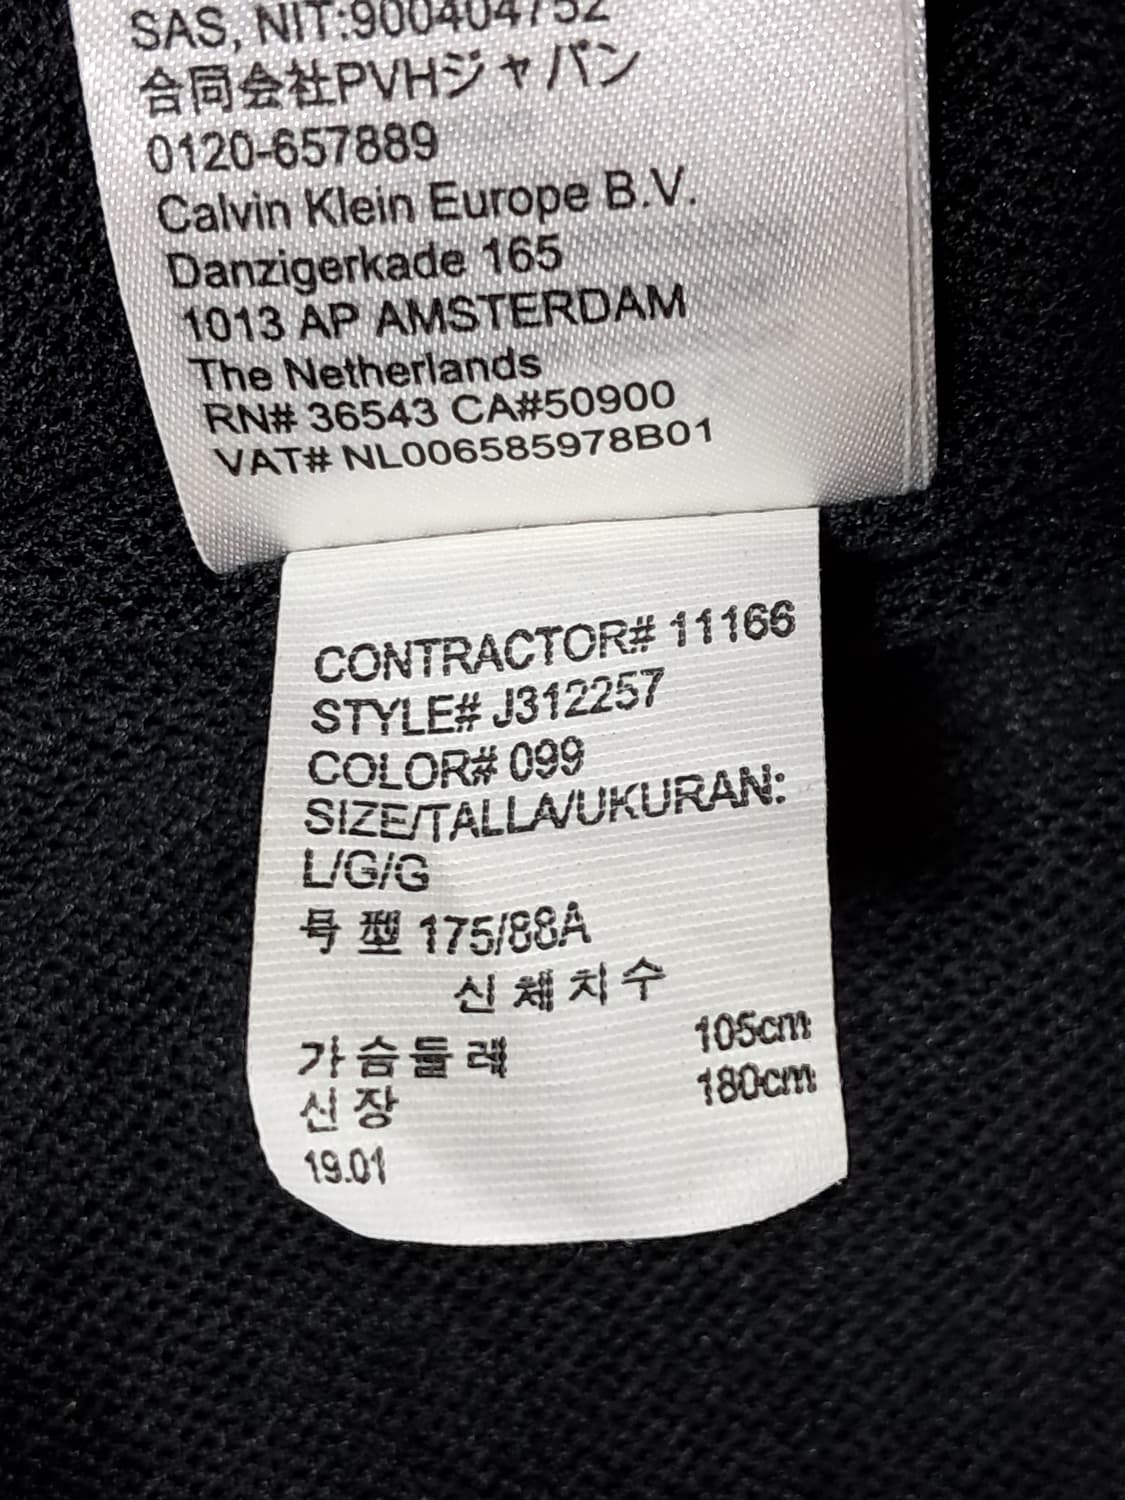 SAS, NIT:900404752
合同会社PVHジャパン
0120-657889
Calvin Klein Europe B.V.
Danzigerkade 165
1013 AP AMSTERDAM
The Netherlands
RN# 36543 CA#50900
VAT# NL006585978B01
CONTRACTOR# 11166
STYLE# J312257
COLOR# 099
SIZE/TALLA/UKURAN:
L/G/G
号 型 175/88A
신 체 치 수
가 슴 둘 레 105cm
신 장 180cm
19.01